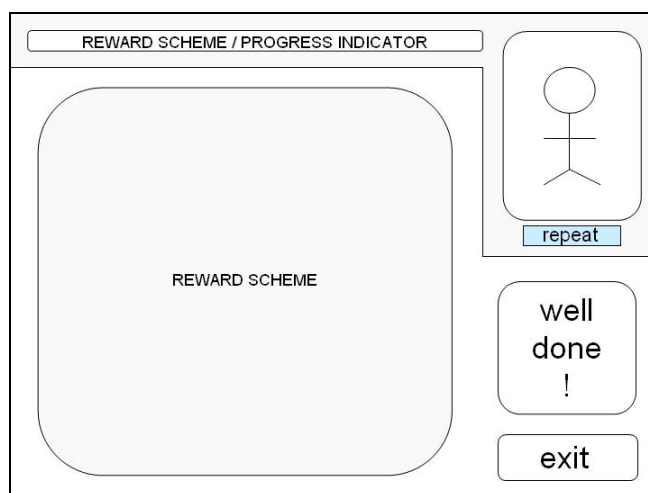 REWARD SCHEME / PROGRESS INDICATOR
repeat
REWARD SCHEME
well
done
!
exit